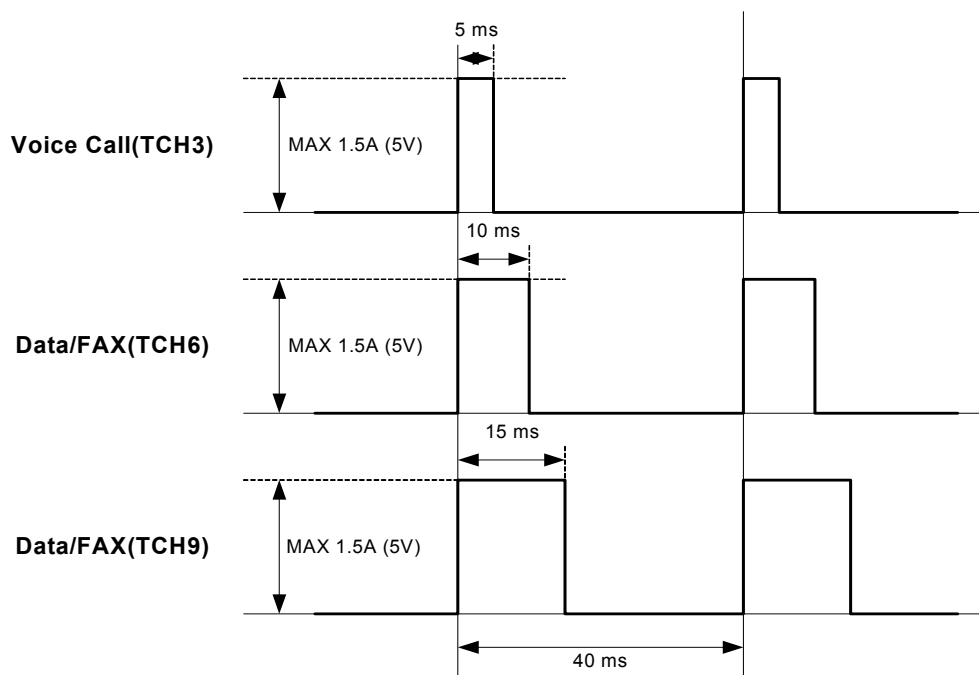 5 ms
Voice Call(TCH3)
MAX 1.5A (5V)
10 ms
Data/FAX(TCH6)
MAX 1.5A (5V)
15 ms
Data/FAX(TCH9)
MAX 1.5A (5V)
40 ms